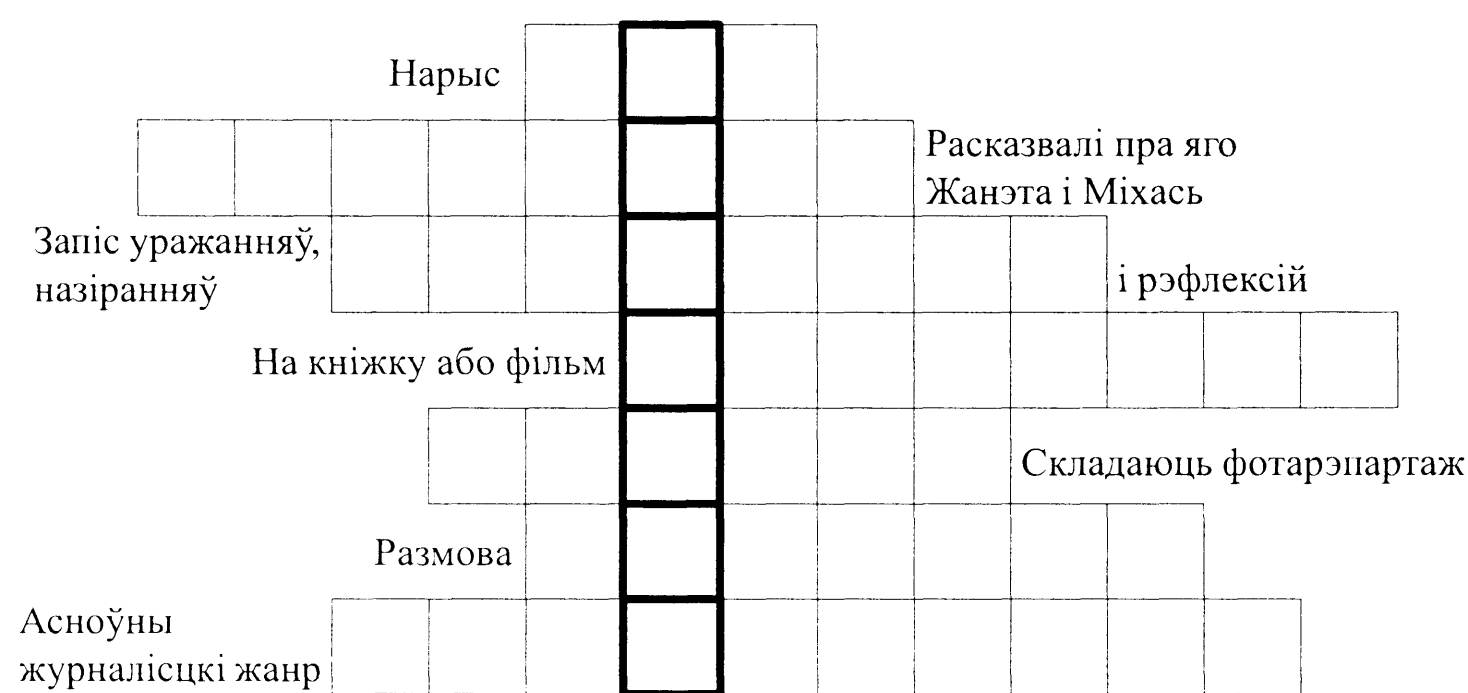 Нарыс
Расказвалі пра яго
Жанэта і Міхась
Запіс уражанняў,
назіранняў
і рэфлексій
На кніжку або фільм
Складаюць фотарэпартаж
Размова
Асноўны
журналісцкі жанр